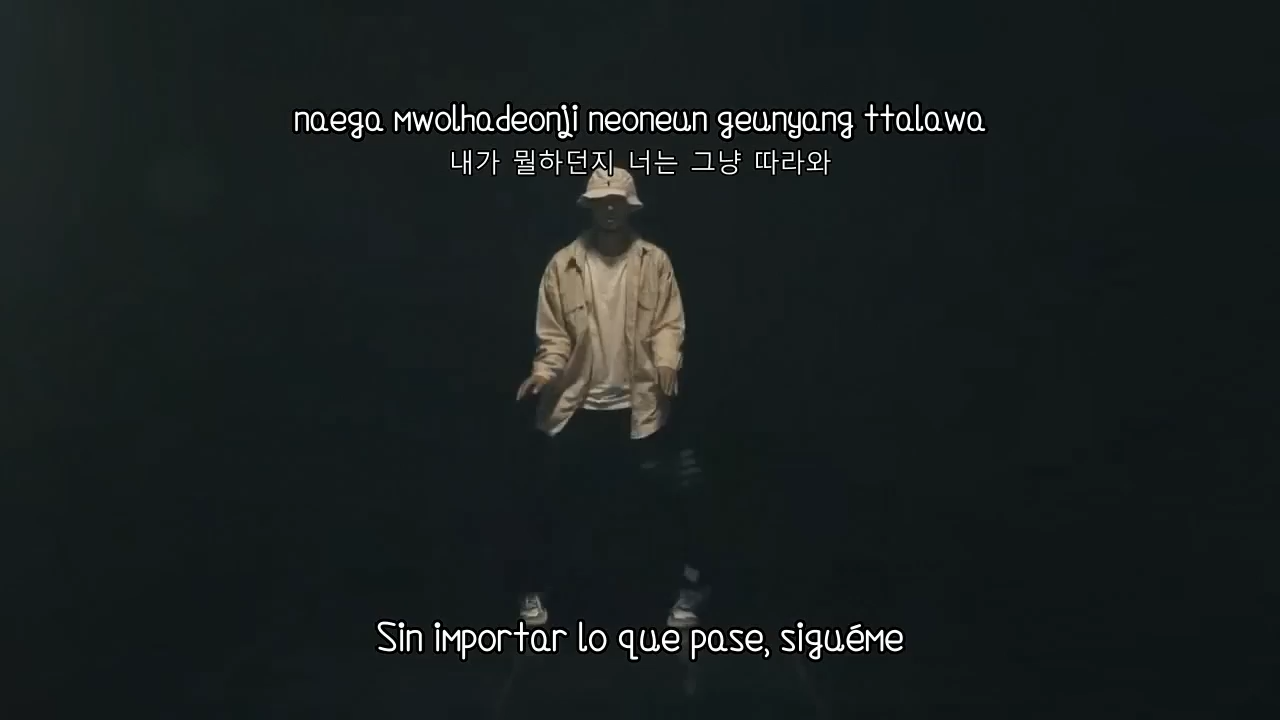 naega mwolhadeonji neoneun geunyang ttalawa
내가 뭘하던지 너는 그냥 따라와
Sin importar lo que pase, siguéme